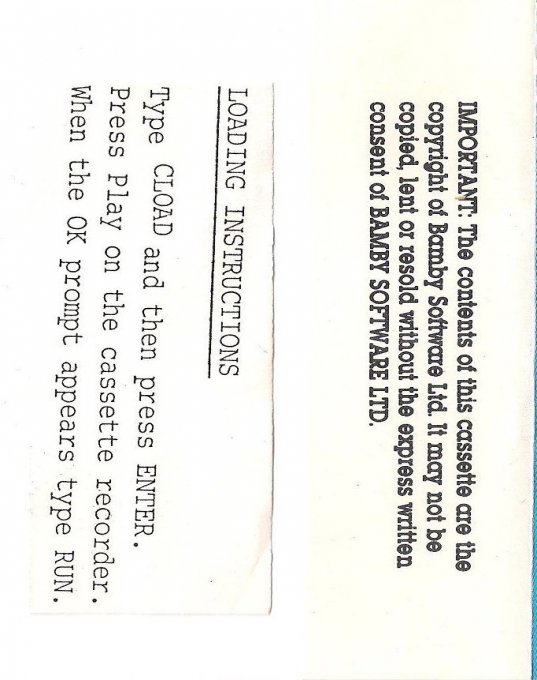 IMPORTANT: The contents of this cassette are the
copyright of Bamby Software Ltd. It may not be
copied, lent or resold without the express written
consent of BAMBY SOFTWARE LTD.
LOADING INSTRUCTIONS
Type CLOAD and then press ENTER.
Press Play on the cassette recorder.
When the OK prompt appears type RUN.